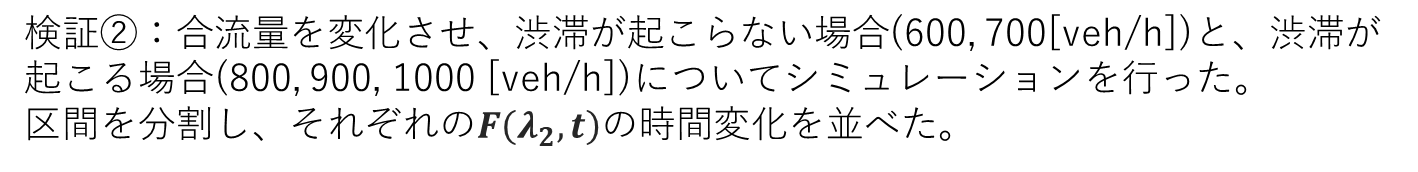 検証②：合流量を変化させ、渋滞が起こらない場合(600, 700[veh/h])と、渋滞が
起こる場合(800, 900, 1000 [veh/h])についてシミュレーションを行った。
区間を分割し、それぞれのF(λ₂, t)の時間変化を並べた。